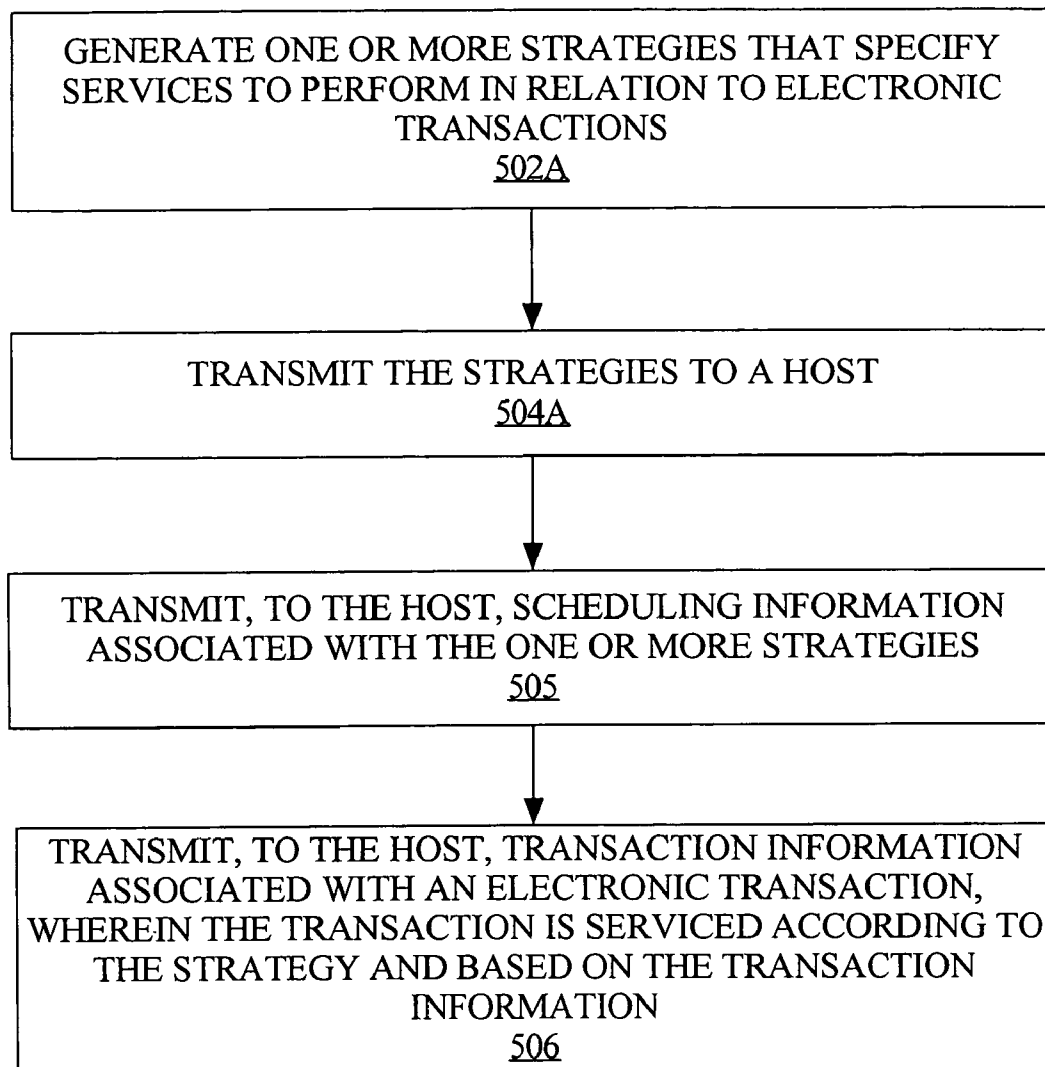 GENERATE ONE OR MORE STRATEGIES THAT SPECIFY
SERVICES TO PERFORM IN RELATION TO ELECTRONIC
TRANSACTIONS
502A
TRANSMIT THE STRATEGIES TO A HOST
504A
TRANSMIT, TO THE HOST, SCHEDULING INFORMATION
ASSOCIATED WITH THE ONE OR MORE STRATEGIES
505
TRANSMIT, TO THE HOST, TRANSACTION INFORMATION
ASSOCIATED WITH AN ELECTRONIC TRANSACTION,
WHEREIN THE TRANSACTION IS SERVICED ACCORDING TO
THE STRATEGY AND BASED ON THE TRANSACTION
INFORMATION
506